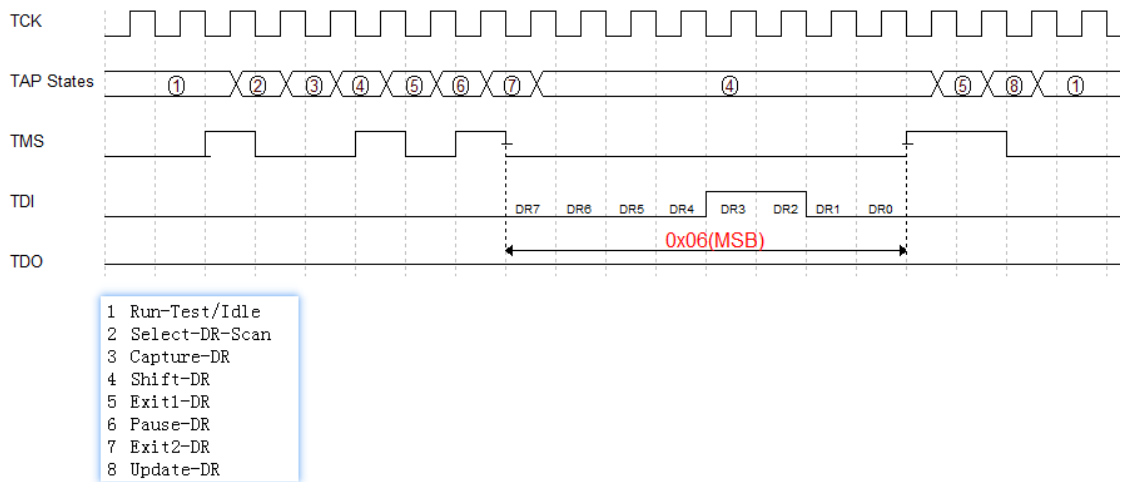 TCK
TAP States ① ② ③ ④ ⑤ ⑥ ⑦ ④ ⑤ ⑧ ①
TMS
TDI DR7 DR6 DR5 DR4 DR3 DR2 DR1 DR0
0x06(MSB)
TDO
1 Run-Test/Idle
2 Select-DR-Scan
3 Capture-DR
4 Shift-DR
5 Exit1-DR
6 Pause-DR
7 Exit2-DR
8 Update-DR